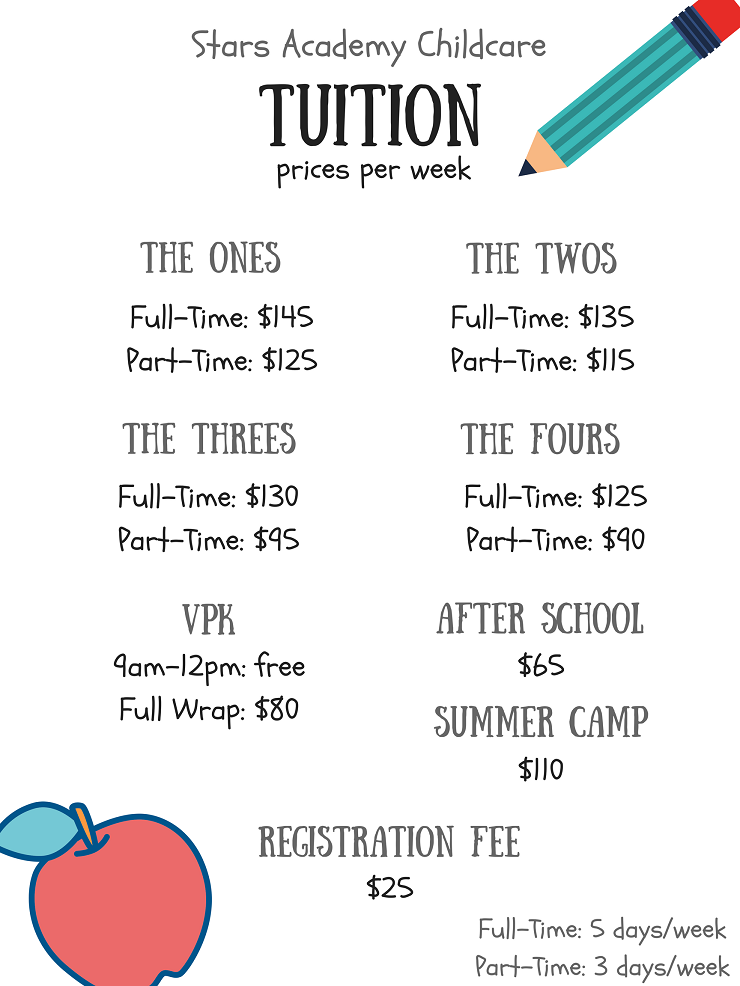 Stars Academy Childcare
TUITION
prices per week
THE ONES
Full-Time: $145
Part-Time: $125
THE TWOS
Full-Time: $135
Part-Time: $115
THE THREES
Full-Time: $130
Part-Time: $95
THE FOURS
Full-Time: $125
Part-Time: $90
VPK
9am-12pm: free
Full Wrap: $80
AFTER SCHOOL
$65
SUMMER CAMP
$110
REGISTRATION FEE
$25
Full-Time: 5 days/week
Part-Time: 3 days/week